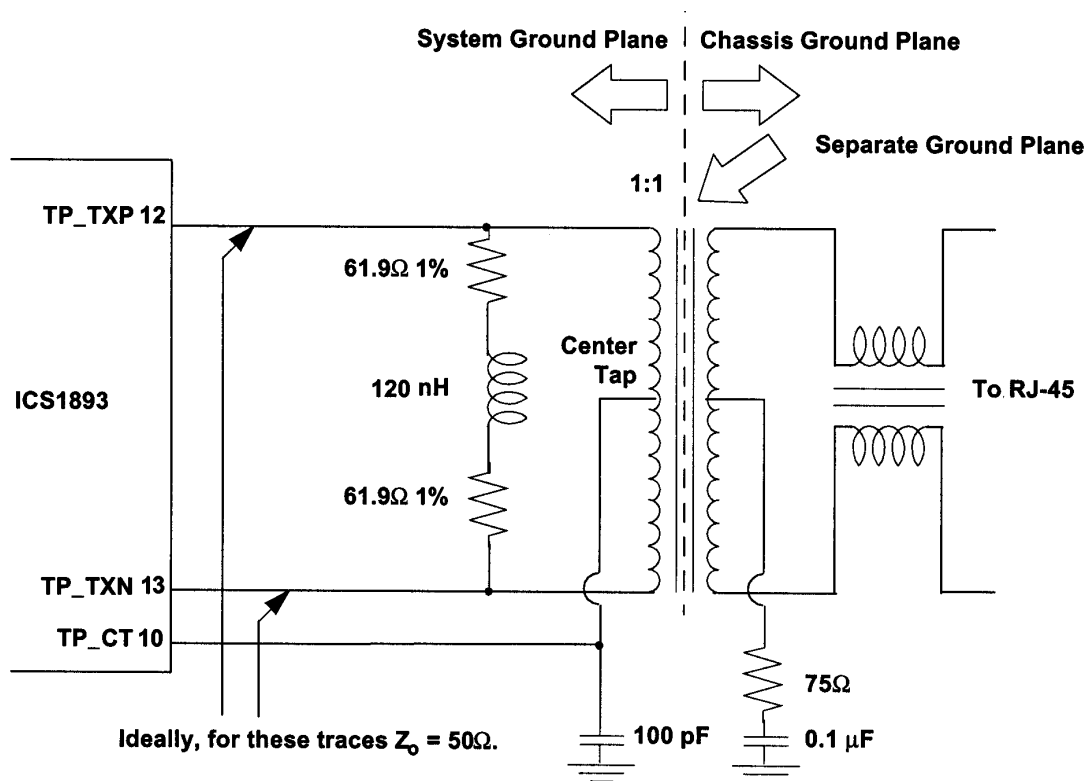 System Ground Plane
Chassis Ground Plane
Separate Ground Plane
1:1
TP_TXP 12
61.9Ω 1%
Center
Tap
120 nH
To RJ-45
ICS1893
61.9Ω 1%
TP_TXN 13
TP_CT 10
75Ω
Ideally, for these traces Zo = 50Ω.
100 pF
0.1 µF